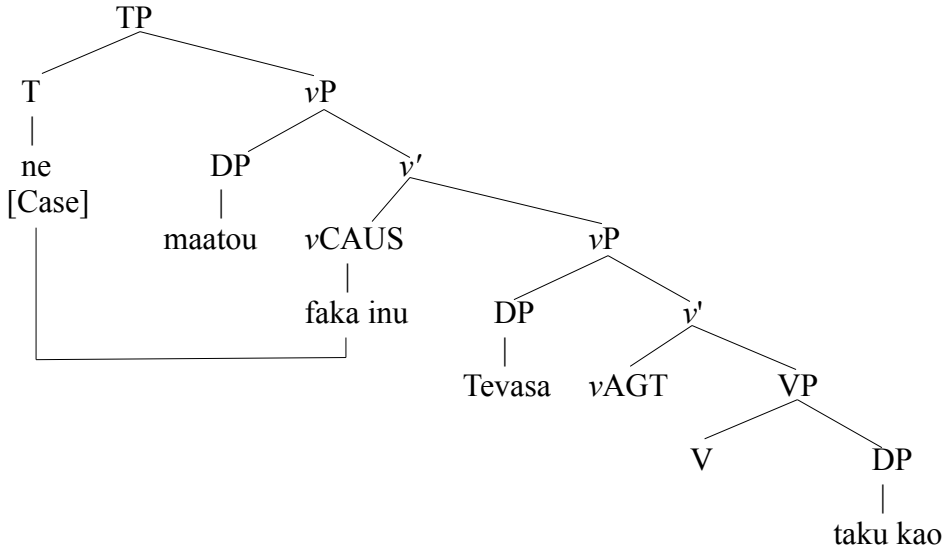 TP
T vP
ne DP v'
[Case]
maatou vCAUS vP
faka inu DP v'
Tevasa vAGT VP
V DP
taku kao